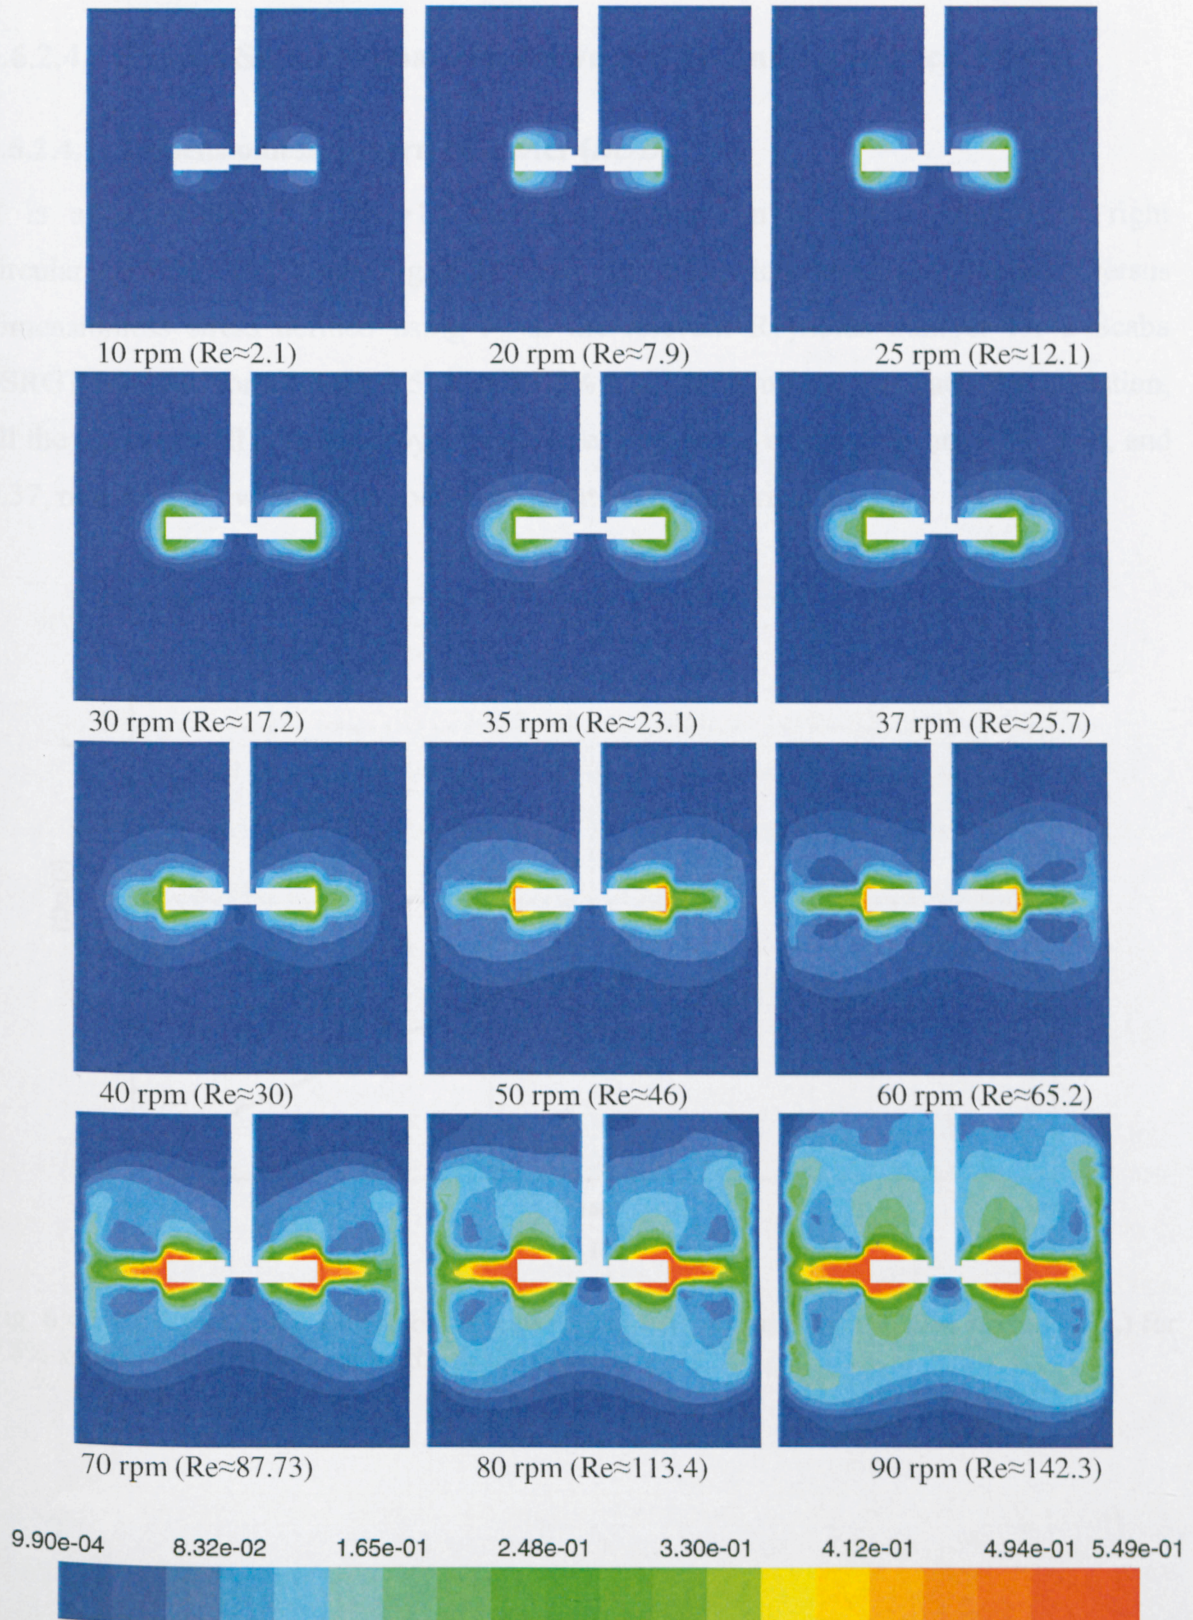 10 rpm (Re≈2.1)
20 rpm (Re≈7.9)
25 rpm (Re≈12.1)
30 rpm (Re≈17.2)
35 rpm (Re≈23.1)
37 rpm (Re≈25.7)
40 rpm (Re≈30)
50 rpm (Re≈46)
60 rpm (Re≈65.2)
70 rpm (Re≈87.73)
80 rpm (Re≈113.4)
90 rpm (Re≈142.3)
9.90e-04 8.32e-02 1.65e-01 2.48e-01 3.30e-01 4.12e-01 4.94e-01 5.49e-01